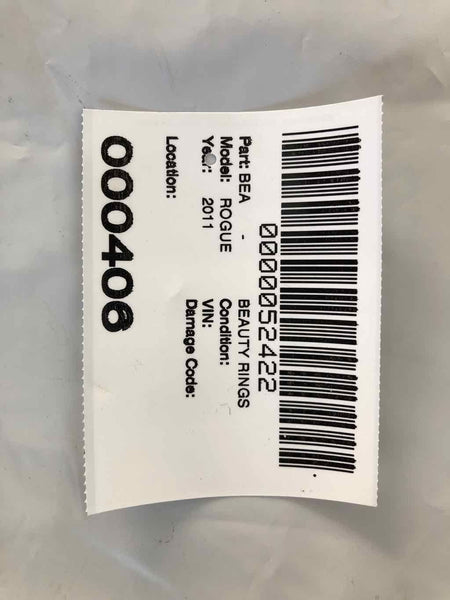 0000052422
Part: BEA - BEAUTY RINGS
Model: ROGUE Condition:
Year: 2011 VIN:
Damage Code:
Location:
000406